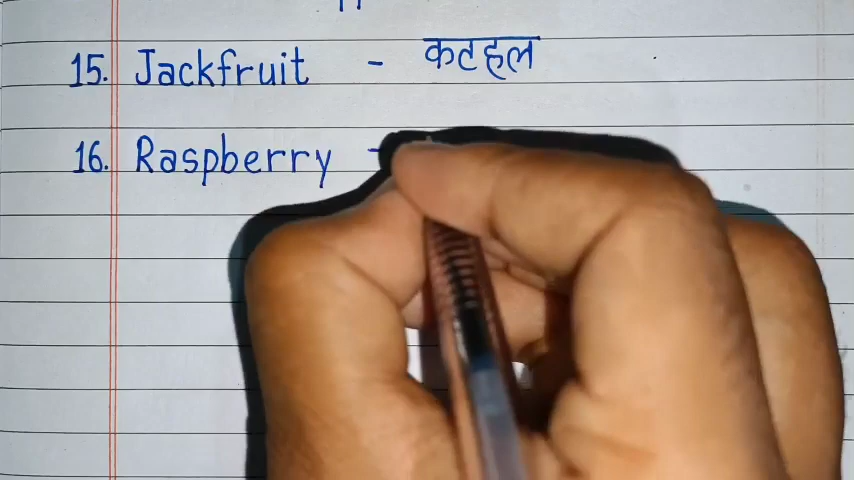 15. Jackfruit - कटहल
16. Raspberry -